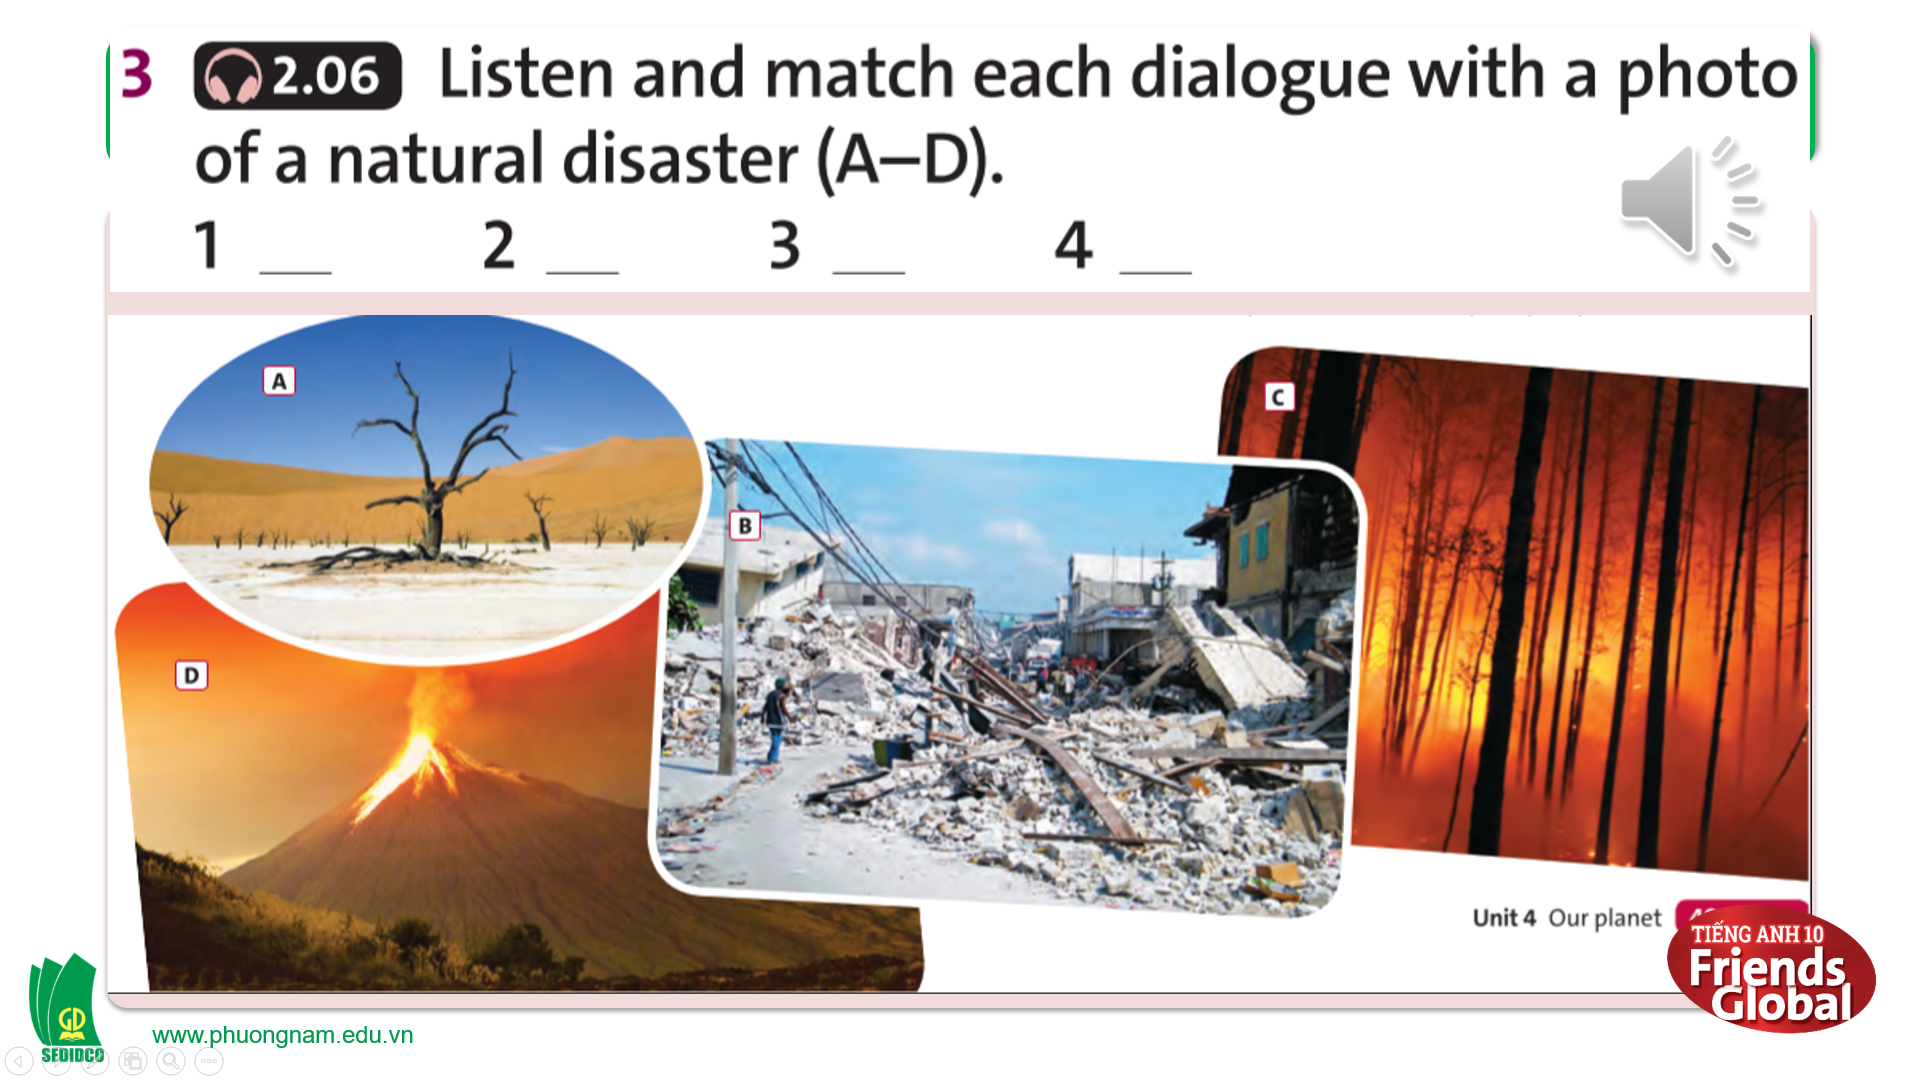 3 2.06 Listen and match each dialogue with a photo
of a natural disaster (A–D).
1 ___ 2 ___ 3 ___ 4 ___
A
C
B
D
Unit 4 Our planet
TIẾNG ANH 10
Friends
Global
GD
SEDIDCO
www.phuongnam.edu.vn